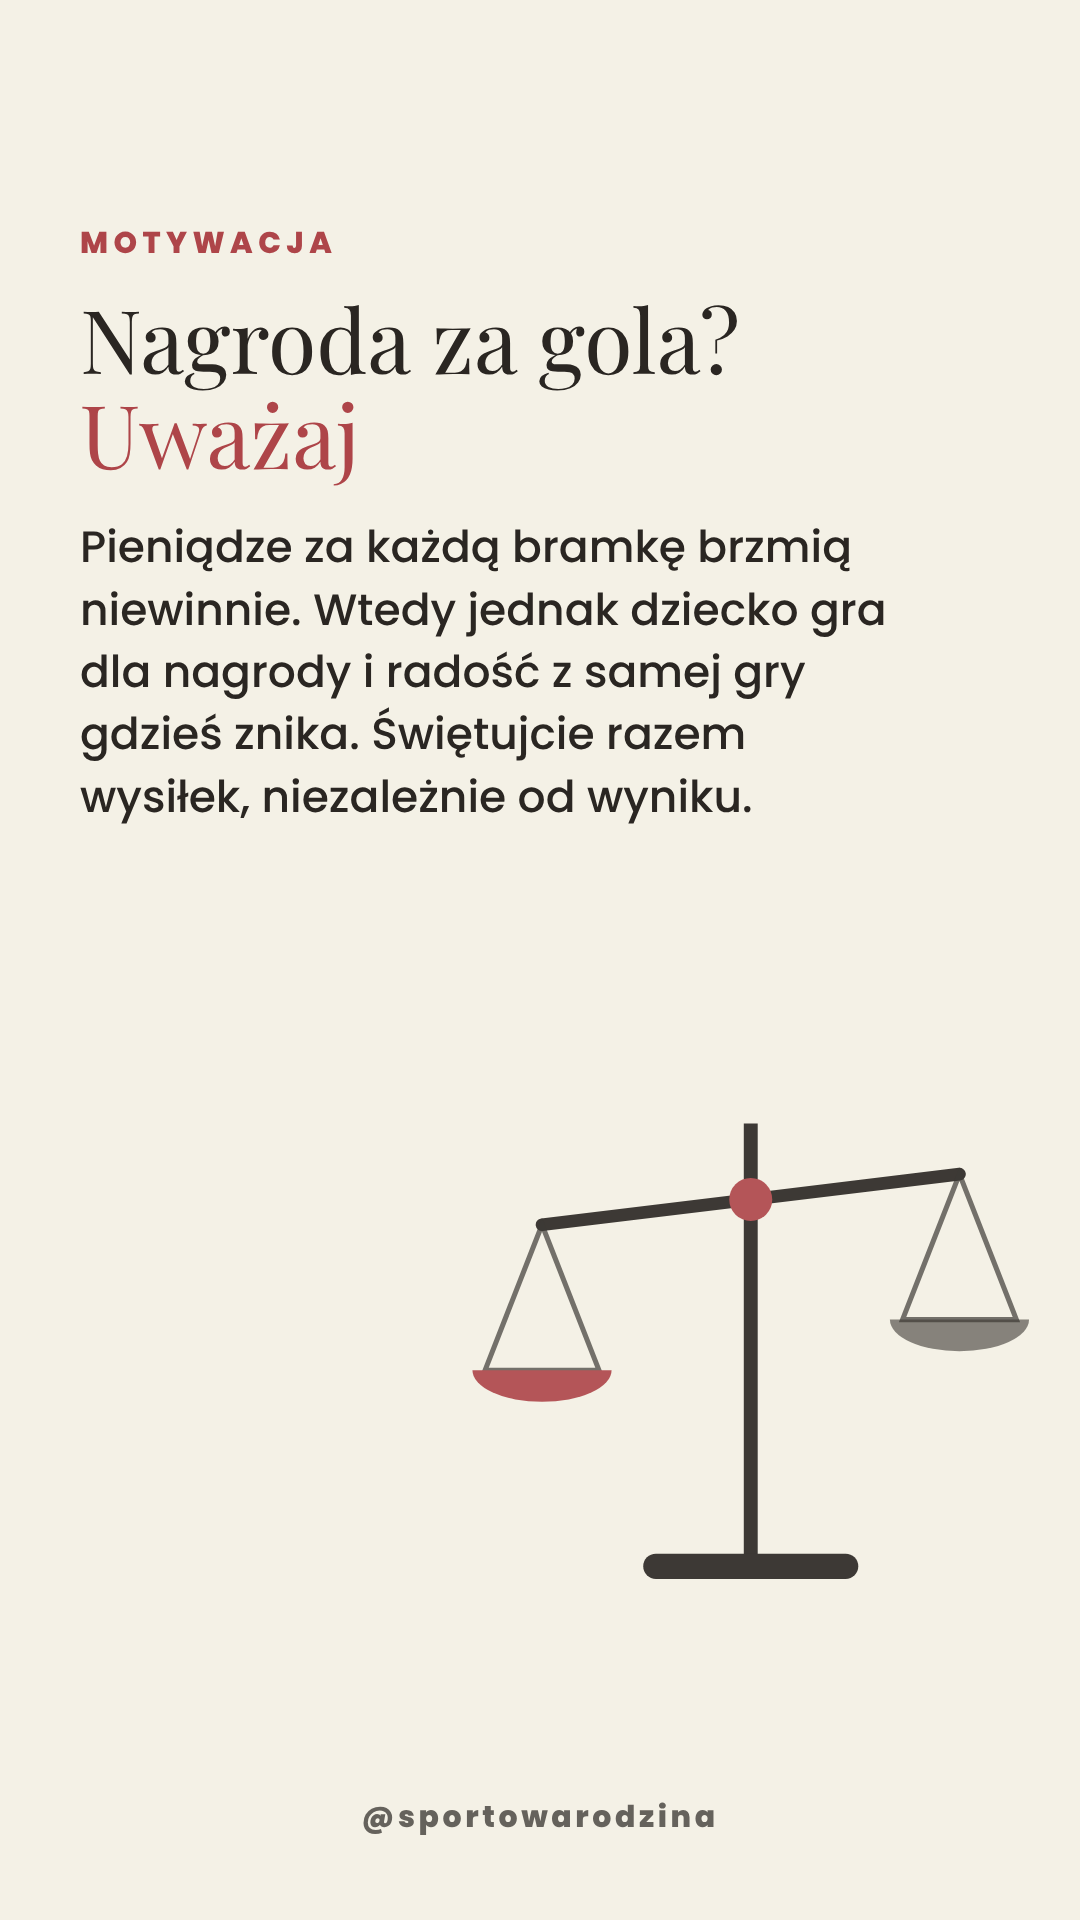 MOTYWACJA
Nagroda za gola?
Uważaj
Pieniądze za każdą bramkę brzmią
niewinnie. Wtedy jednak dziecko gra
dla nagrody i radość z samej gry
gdzieś znika. Świętujcie razem
wysiłek, niezależnie od wyniku.
@sportowarodzina